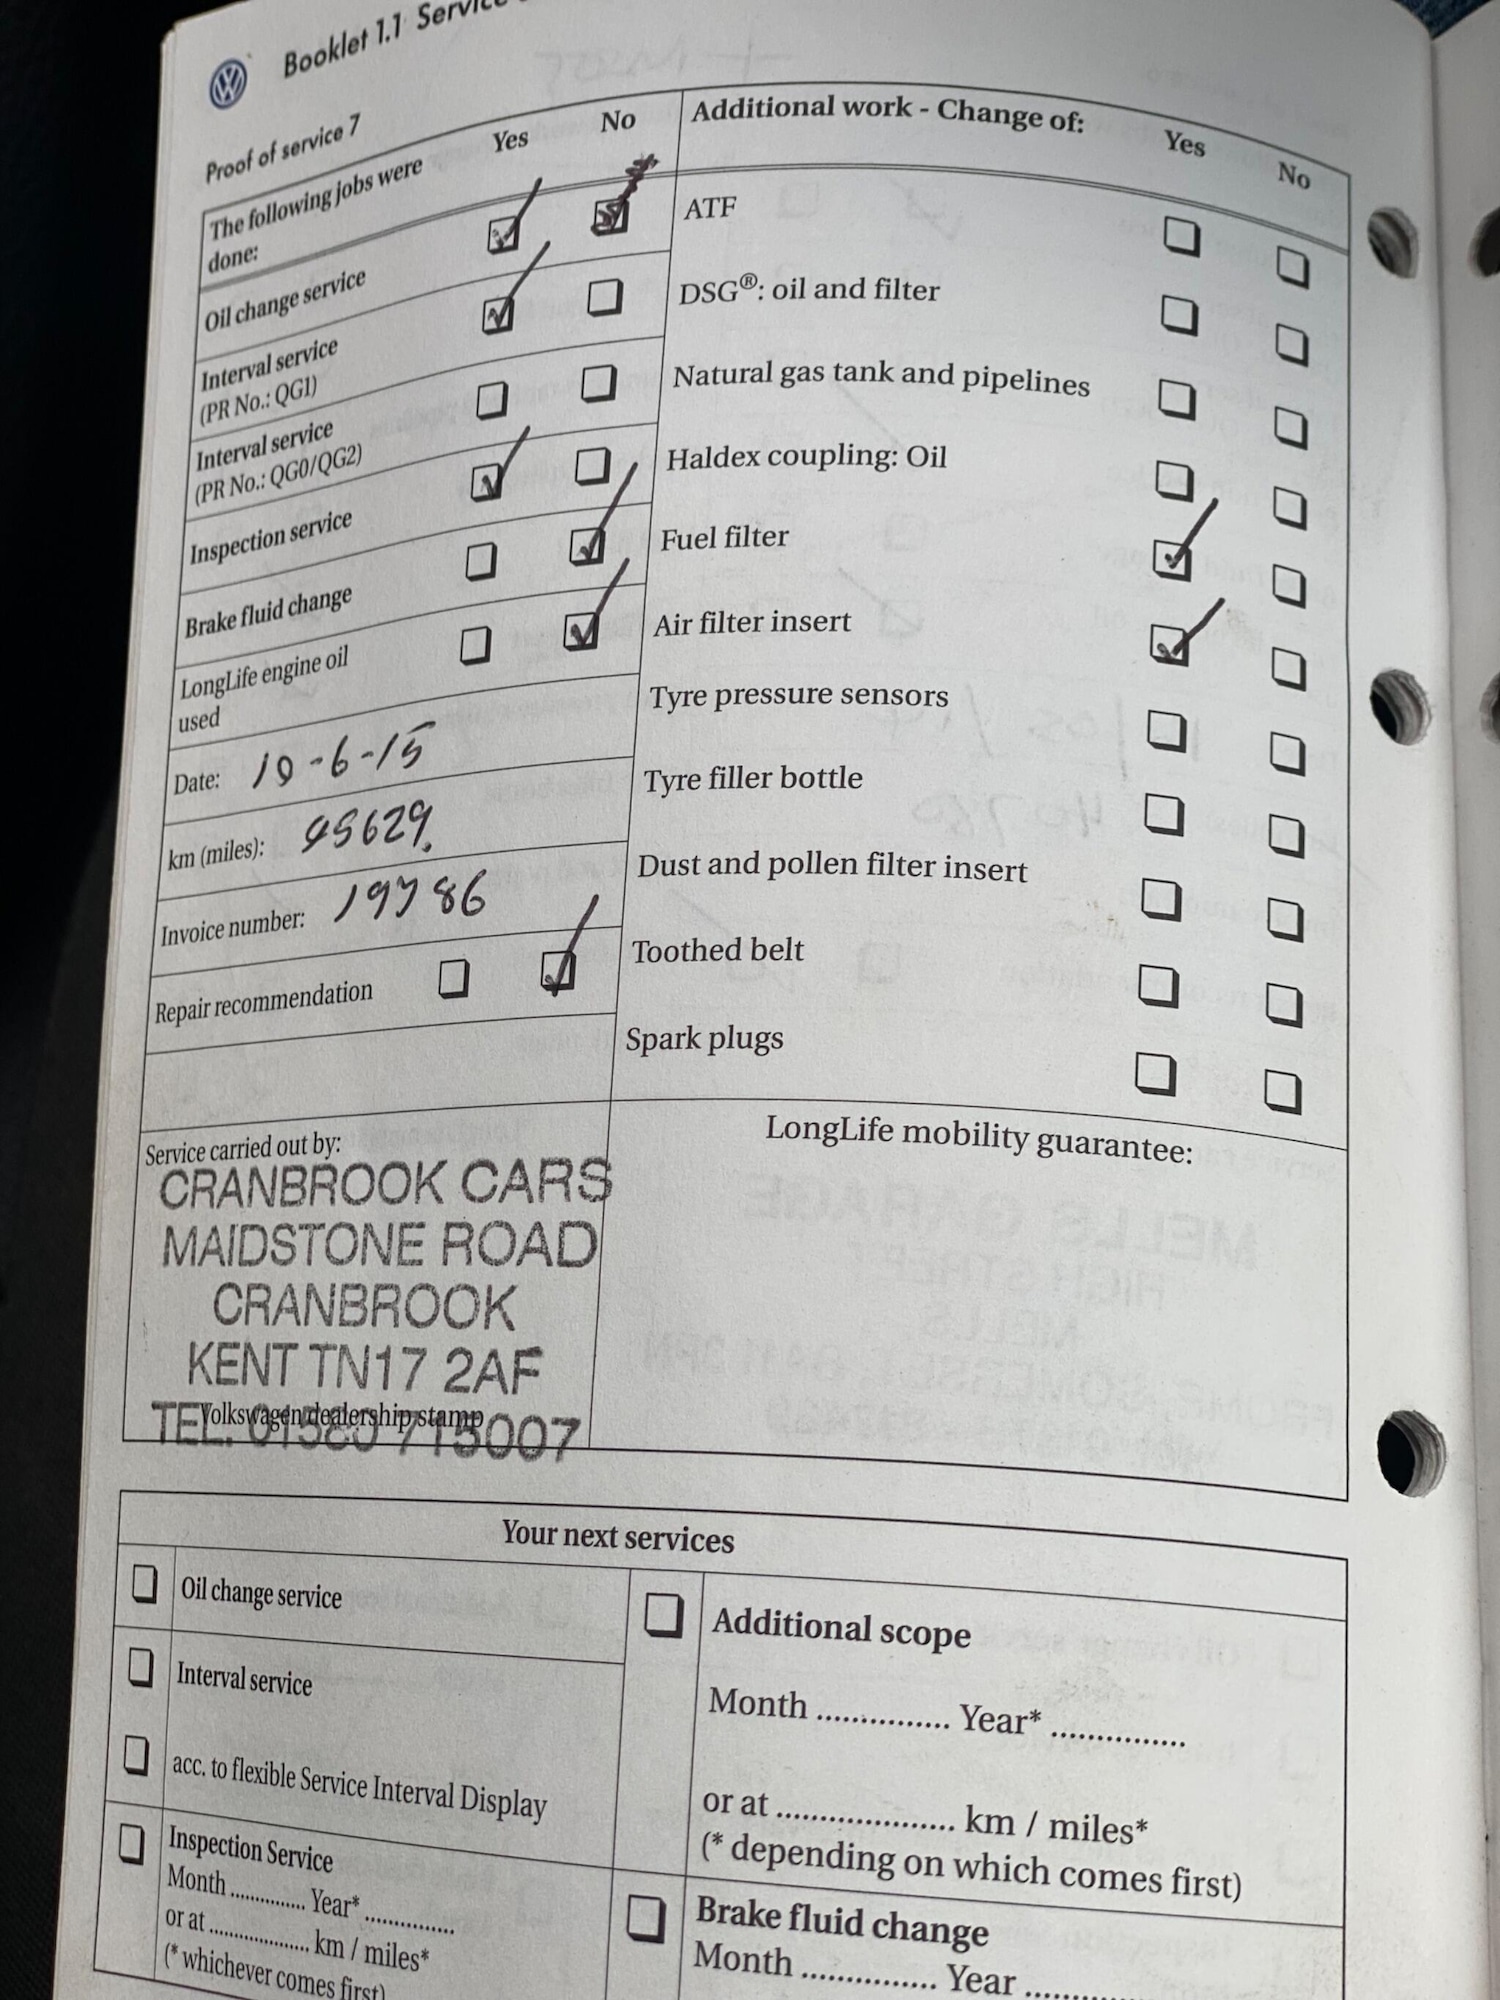 Booklet 1.1 Service
Proof of service 7
The following jobs were
done:
Yes No
Oil change service
Interval service
(PR No.: QG1)
Interval service
(PR No.: QG0/QG2)
Inspection service
Brake fluid change
LongLife engine oil
used
Date: 10-6-15
km (miles): 45629.
Invoice number: 19786
Repair recommendation
Additional work - Change of: Yes No
ATF
DSG®: oil and filter
Natural gas tank and pipelines
Haldex coupling: Oil
Fuel filter
Air filter insert
Tyre pressure sensors
Tyre filler bottle
Dust and pollen filter insert
Toothed belt
Spark plugs
Service carried out by:
CRANBROOK CARS
MAIDSTONE ROAD
CRANBROOK
KENT TN17 2AF
TEL. 01580 715007
Volkswagen dealership stamp
LongLife mobility guarantee:
Your next services
Oil change service
Interval service
acc. to flexible Service Interval Display
Inspection Service
Month .............. Year* ...............
or at .................... km / miles*
(* whichever comes first)
Additional scope
Month ............... Year* ...............
or at .................... km / miles*
(* depending on which comes first)
Brake fluid change
Month ............... Year ...............